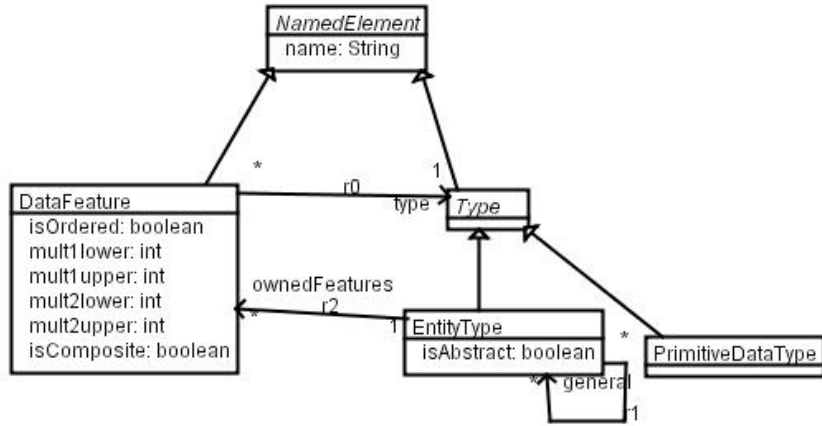 NamedElement
name: String
*
1
r0
type
Type
DataFeature
isOrdered: boolean
mult1lower: int
mult1upper: int
mult2lower: int
mult2upper: int
isComposite: boolean
ownedFeatures
r2
*
1
EntityType
isAbstract: boolean
*
PrimitiveDataType
*
general
r1